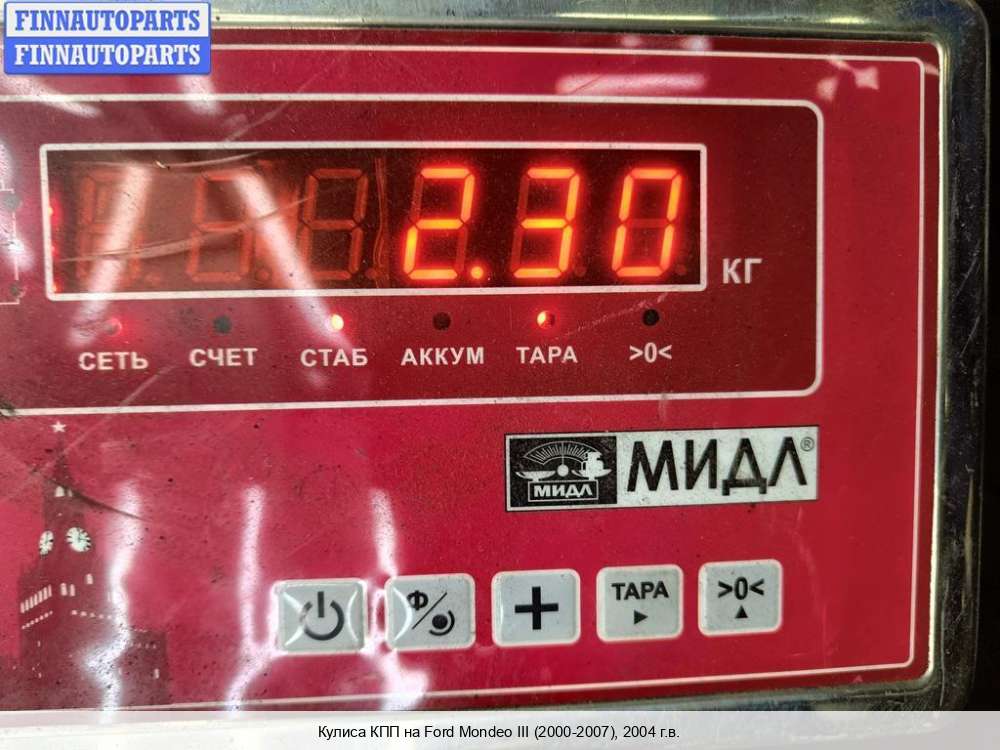 FINNAUTOPARTS
FINNAUTOPARTS
2.30
КГ
СЕТЬ СЧЕТ СТАБ АККУМ ТАРА >0<
МИДЛ МИДЛ®
Ф ТАРА >0<
Кулиса КПП на Ford Mondeo III (2000-2007), 2004 г.в.